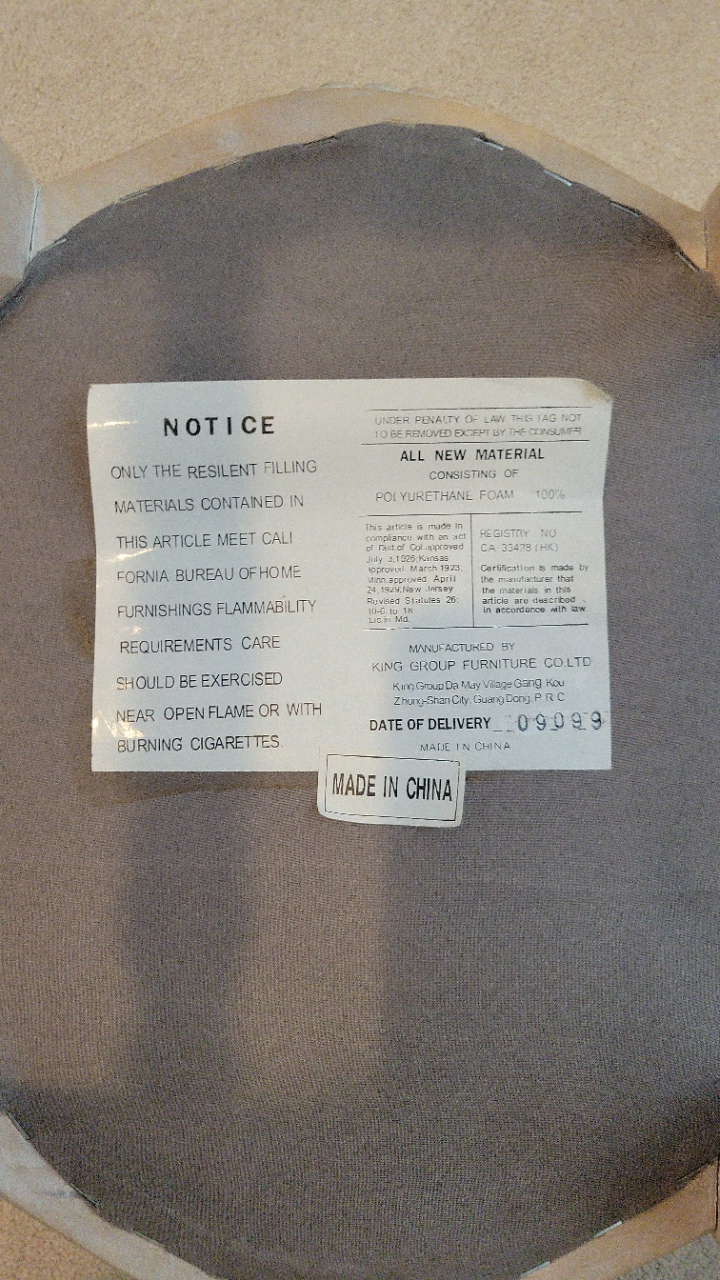 NOTICE
ONLY THE RESILENT FILLING
MATERIALS CONTAINED IN
THIS ARTICLE MEET CALI
FORNIA BUREAU OF HOME
FURNISHINGS FLAMMABILITY
REQUIREMENTS CARE
SHOULD BE EXERCISED
NEAR OPEN FLAME OR WITH
BURNING CIGARETTES.
UNDER PENALTY OF LAW THIS TAG NOT
TO BE REMOVED EXCEPT BY THE CONSUMER
ALL NEW MATERIAL
CONSISTING OF
POLYURETHANE FOAM 100%
This article is made in
compliance with an act
of Dist.of Col.approved
July 3,1926;Kansas
approved March 1923;
Minn.approved April
24,1929;New Jersey
Revised Statutes 26:
10-6 to 18
Lic.in Md.
REGISTRY NO
CA-33428 (HK)
Certification is made by
the manufacturer that
the materials in this
article are described
in accordance with law.
MANUFACTURED BY
KING GROUP FURNITURE CO.LTD
King Group Da May Village Gang Kou
Zhong-Shan City, Guang Dong, P.R.C
DATE OF DELIVERY 09099
MADE IN CHINA
MADE IN CHINA